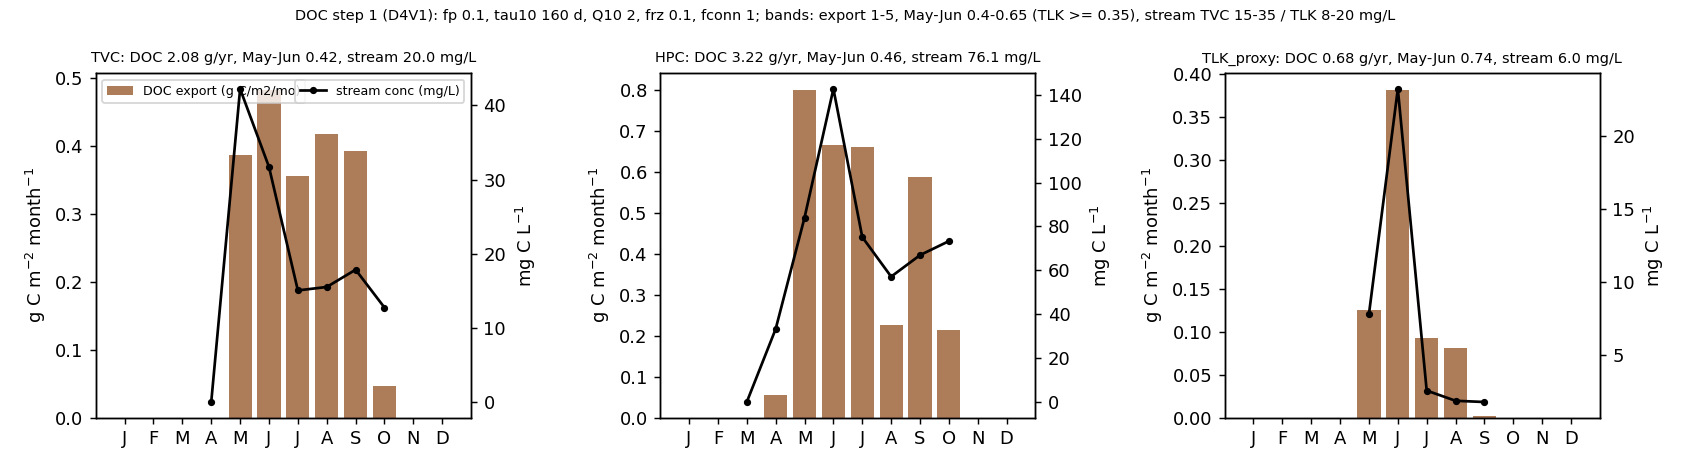 DOC step 1 (D4V1): fp 0.1, tau10 160 d, Q10 2, frz 0.1, fconn 1; bands: export 1-5, May-Jun 0.4-0.65 (TLK >= 0.35), stream TVC 15-35 / TLK 8-20 mg/L
TVC: DOC 2.08 g/yr, May-Jun 0.42, stream 20.0 mg/L
DOC export (g C/m2/mo)
stream conc (mg/L)
g C m⁻² month⁻¹
0.5
0.4
0.3
0.2
0.1
0.0
40
30
20
10
0
mg C L⁻¹
J F M A M J J A S O N D
HPC: DOC 3.22 g/yr, May-Jun 0.46, stream 76.1 mg/L
g C m⁻² month⁻¹
0.8
0.7
0.6
0.5
0.4
0.3
0.2
0.1
0.0
140
120
100
80
60
40
20
0
mg C L⁻¹
J F M A M J J A S O N D
TLK_proxy: DOC 0.68 g/yr, May-Jun 0.74, stream 6.0 mg/L
g C m⁻² month⁻¹
0.40
0.35
0.30
0.25
0.20
0.15
0.10
0.05
0.00
20
15
10
5
mg C L⁻¹
J F M A M J J A S O N D